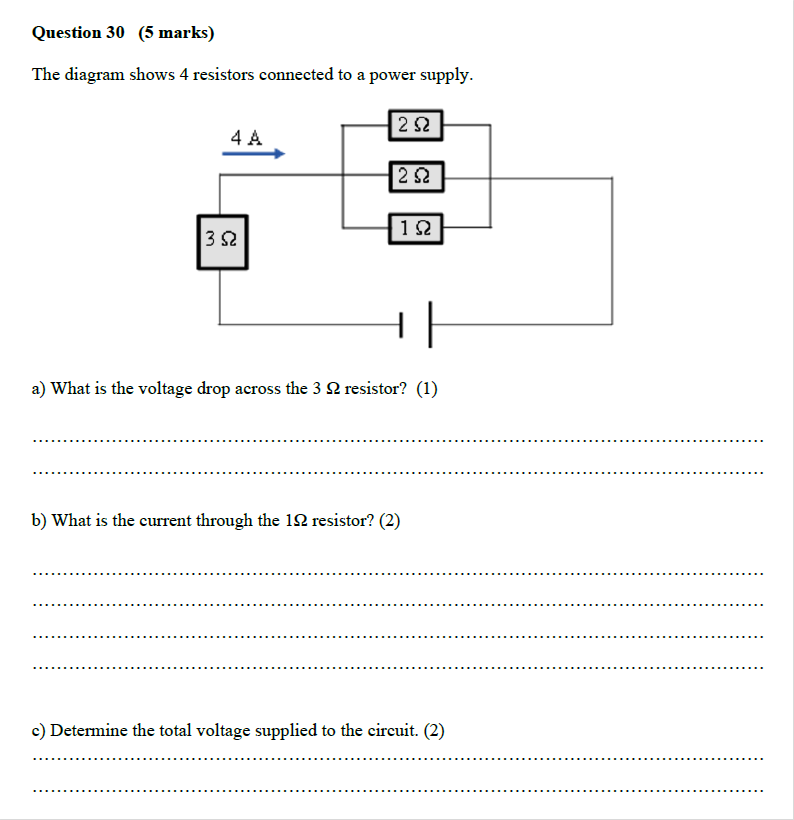 Question 30 (5 marks)
The diagram shows 4 resistors connected to a power supply.
2 Ω
4 A
2 Ω
1 Ω
3 Ω
a) What is the voltage drop across the 3 Ω resistor? (1)
b) What is the current through the 1Ω resistor? (2)
c) Determine the total voltage supplied to the circuit. (2)